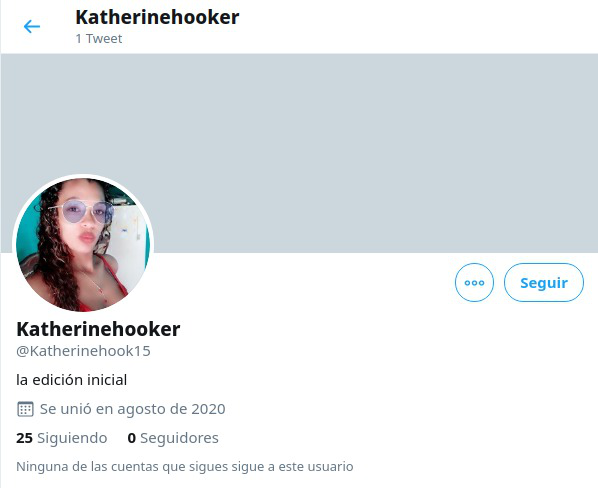 Katherinehooker
1 Tweet
Seguir
Katherinehooker
@Katherinehook15
la edición inicial
Se unió en agosto de 2020
25 Siguiendo 0 Seguidores
Ninguna de las cuentas que sigues sigue a este usuario